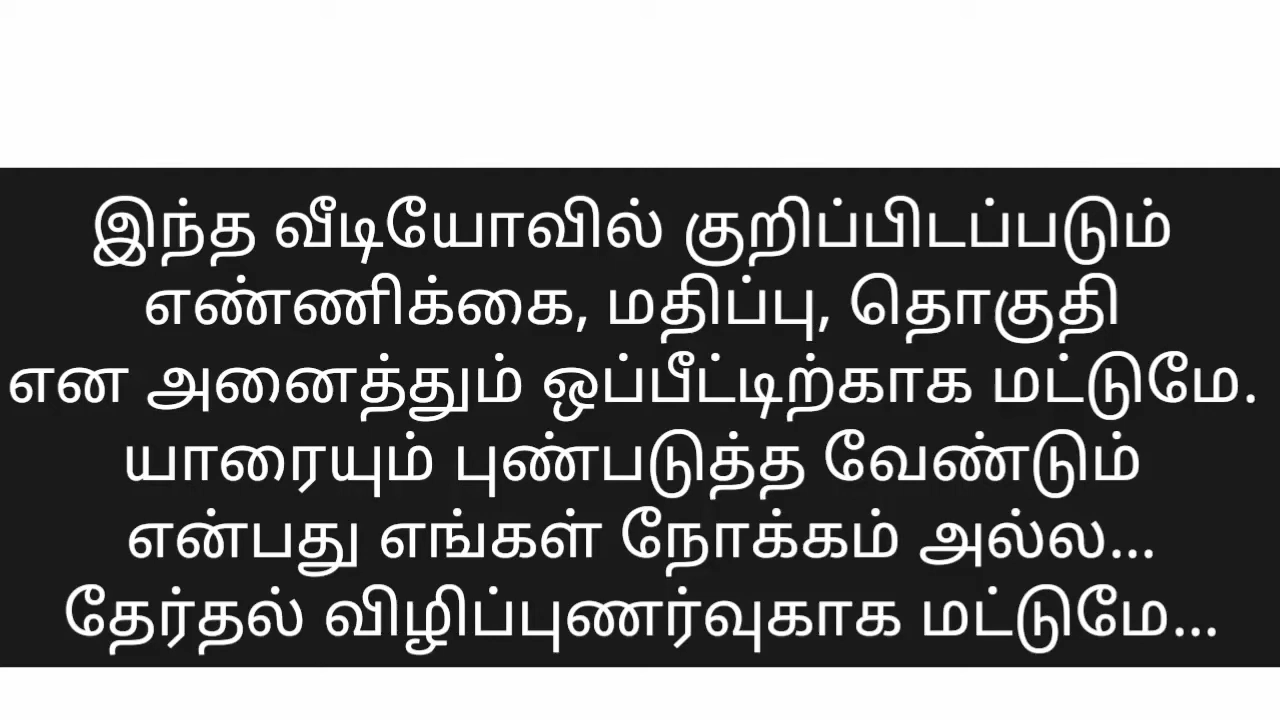 இந்த வீடியோவில் குறிப்பிடப்படும்
எண்ணிக்கை, மதிப்பு, தொகுதி
என அனைத்தும் ஒப்பீட்டிற்காக மட்டுமே.
யாரையும் புண்படுத்த வேண்டும்
என்பது எங்கள் நோக்கம் அல்ல...
தேர்தல் விழிப்புணர்வுகாக மட்டுமே...